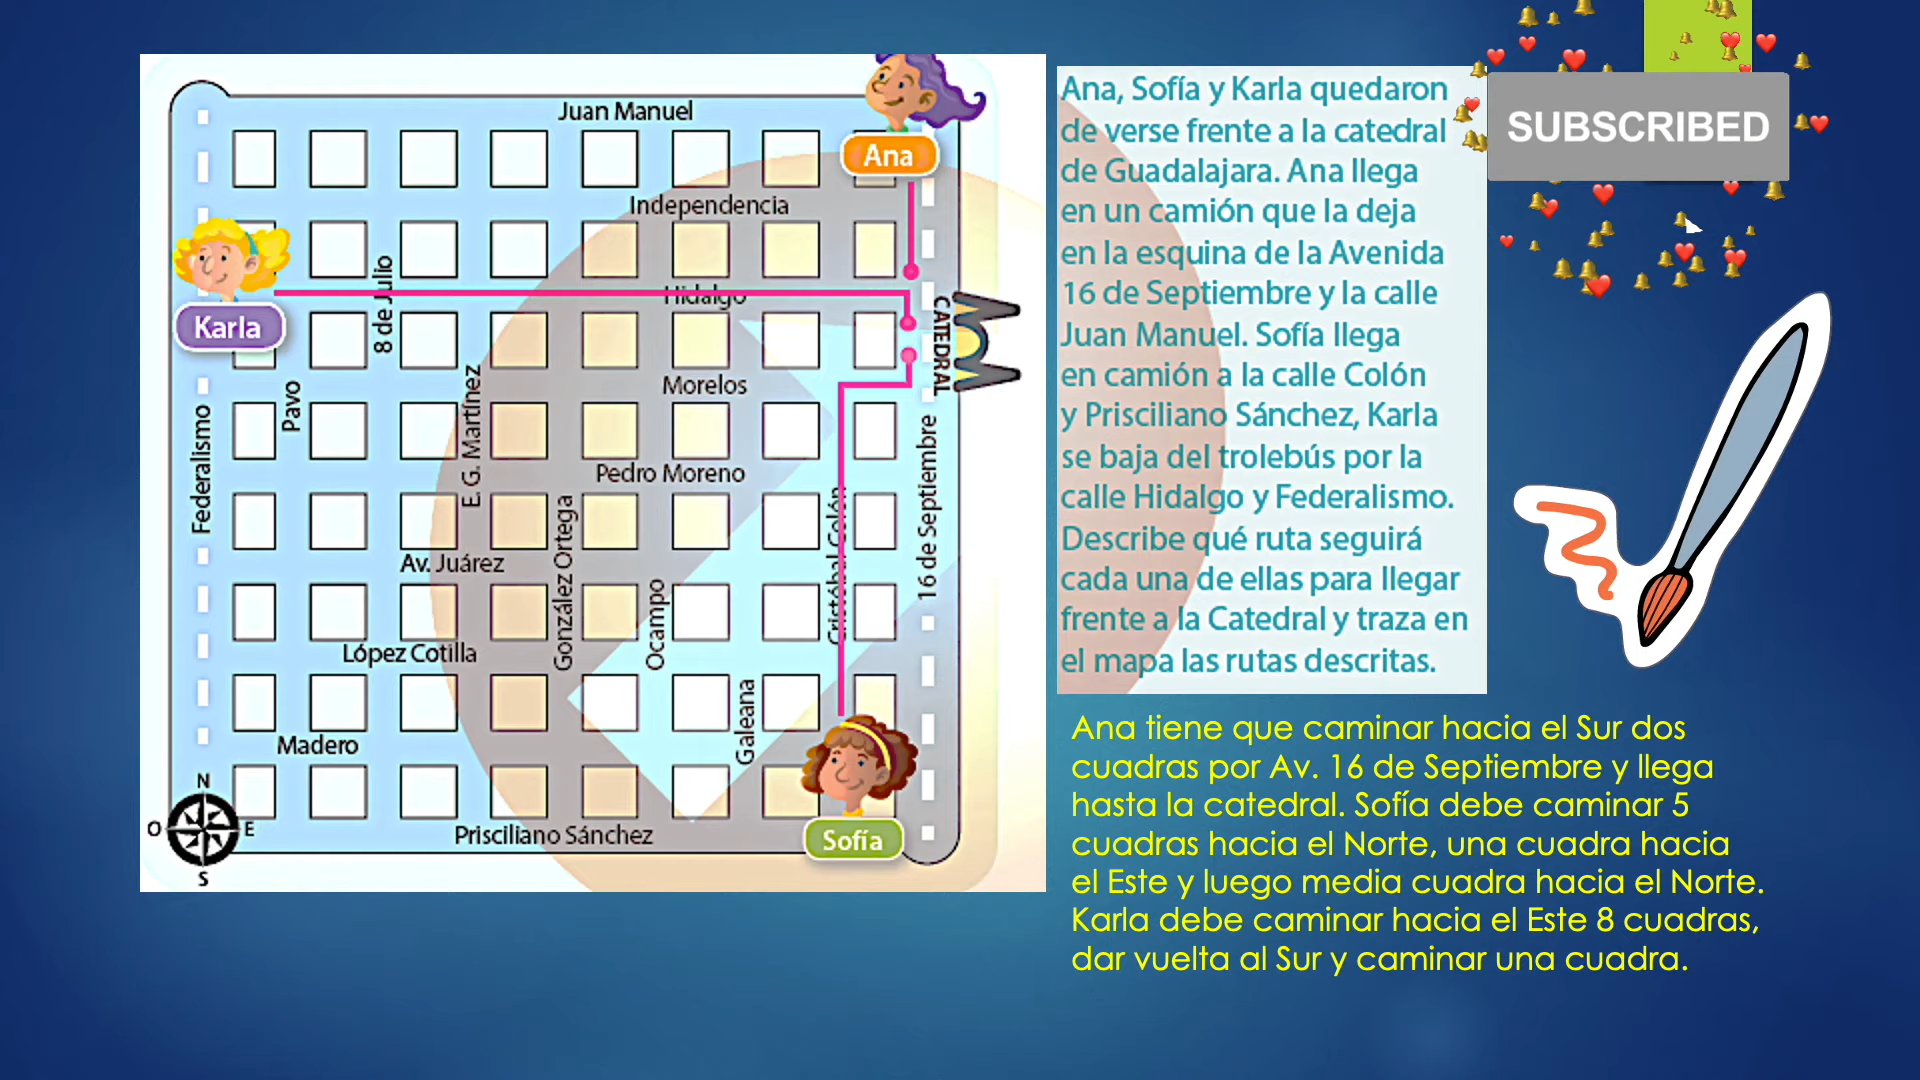 Juan Manuel
Ana
Independencia
Karla
8 de Julio
Hidalgo
CATEDRAL
Morelos
Pavo
E. G. Martínez
Federalismo
Pedro Moreno
16 de Septiembre
Cristóbal Colón
González Ortega
Av. Juárez
Ocampo
López Cotilla
Galeana
Madero
N
O
E
S
Prisciliano Sánchez
Sofía
Ana, Sofía y Karla quedaron
de verse frente a la catedral
de Guadalajara. Ana llega
en un camión que la deja
en la esquina de la Avenida
16 de Septiembre y la calle
Juan Manuel. Sofía llega
en camión a la calle Colón
y Prisciliano Sánchez, Karla
se baja del trolebús por la
calle Hidalgo y Federalismo.
Describe qué ruta seguirá
cada una de ellas para llegar
frente a la Catedral y traza en
el mapa las rutas descritas.
SUBSCRIBED
Ana tiene que caminar hacia el Sur dos
cuadras por Av. 16 de Septiembre y llega
hasta la catedral. Sofía debe caminar 5
cuadras hacia el Norte, una cuadra hacia
el Este y luego media cuadra hacia el Norte.
Karla debe caminar hacia el Este 8 cuadras,
dar vuelta al Sur y caminar una cuadra.